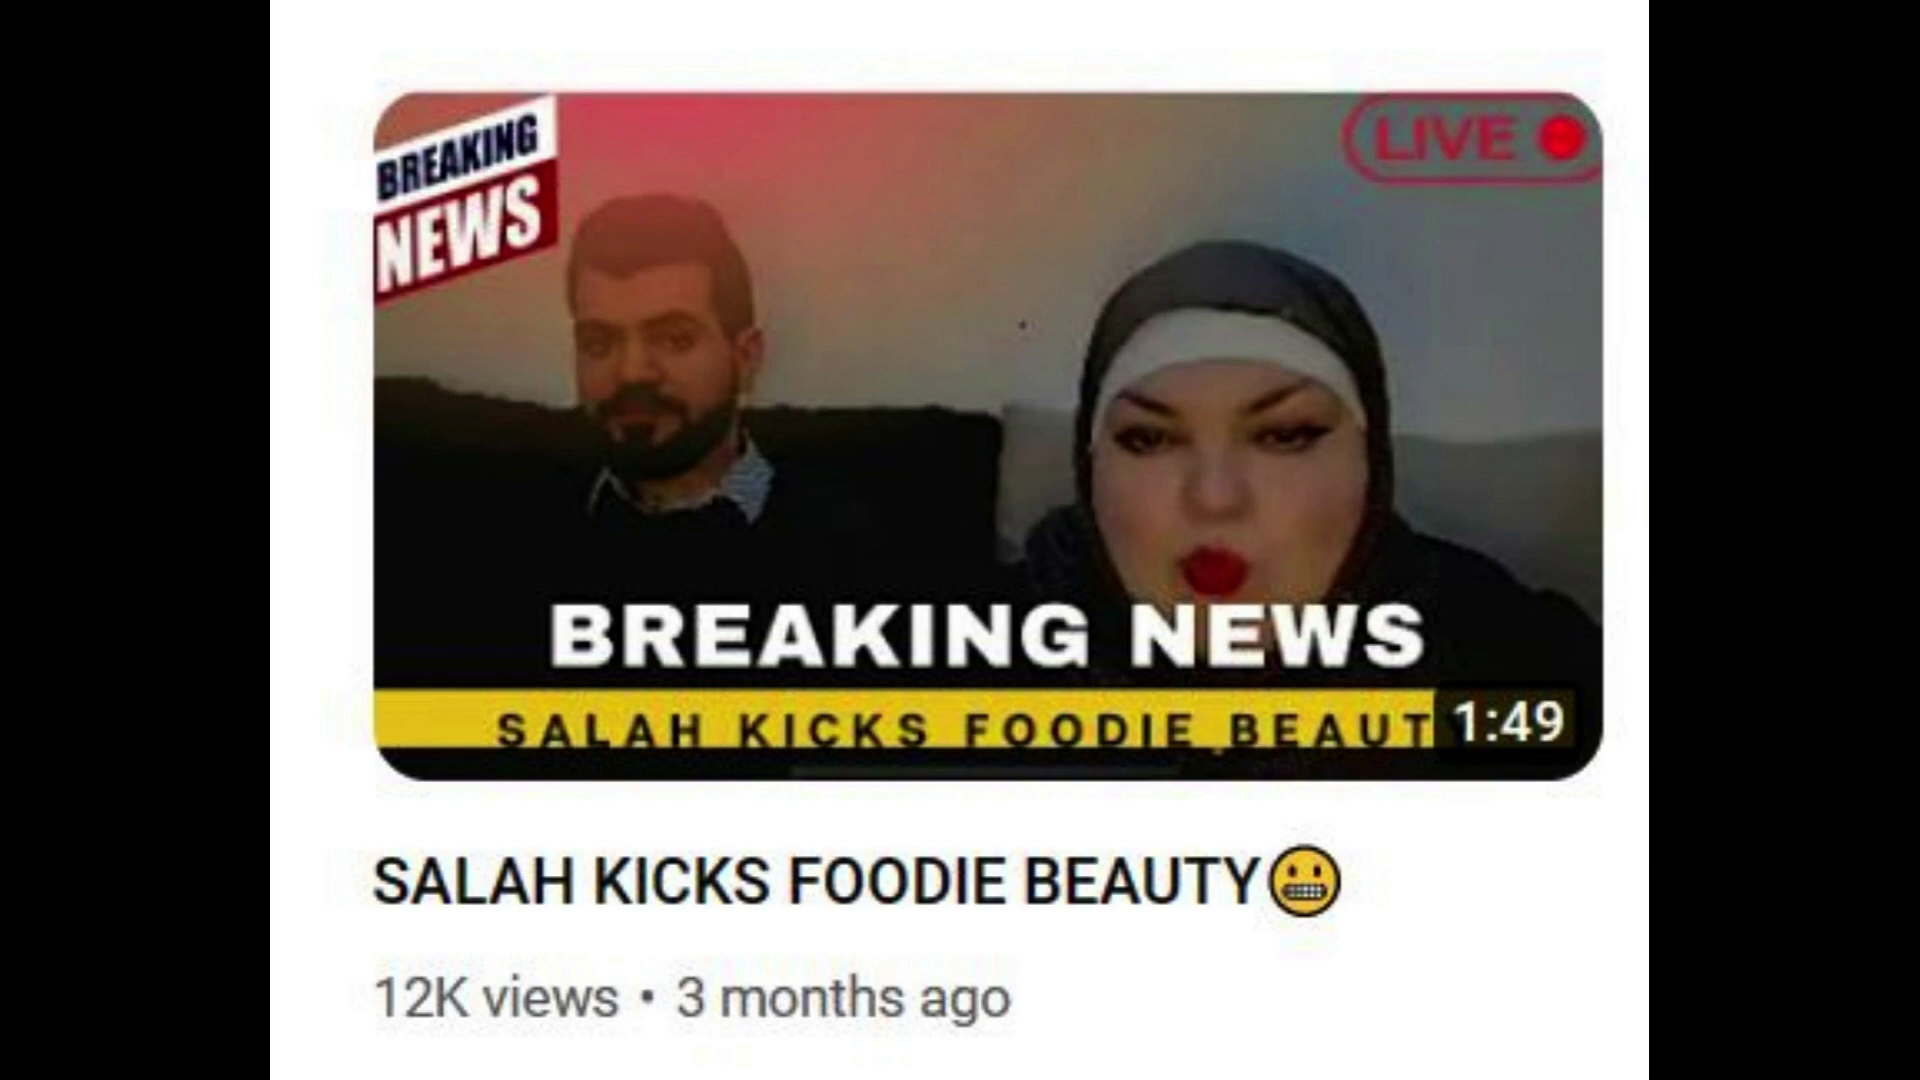 BREAKING
NEWS
LIVE
BREAKING NEWS
SALAH KICKS FOODIE BEAUT
1:49
SALAH KICKS FOODIE BEAUTY😬
12K views • 3 months ago